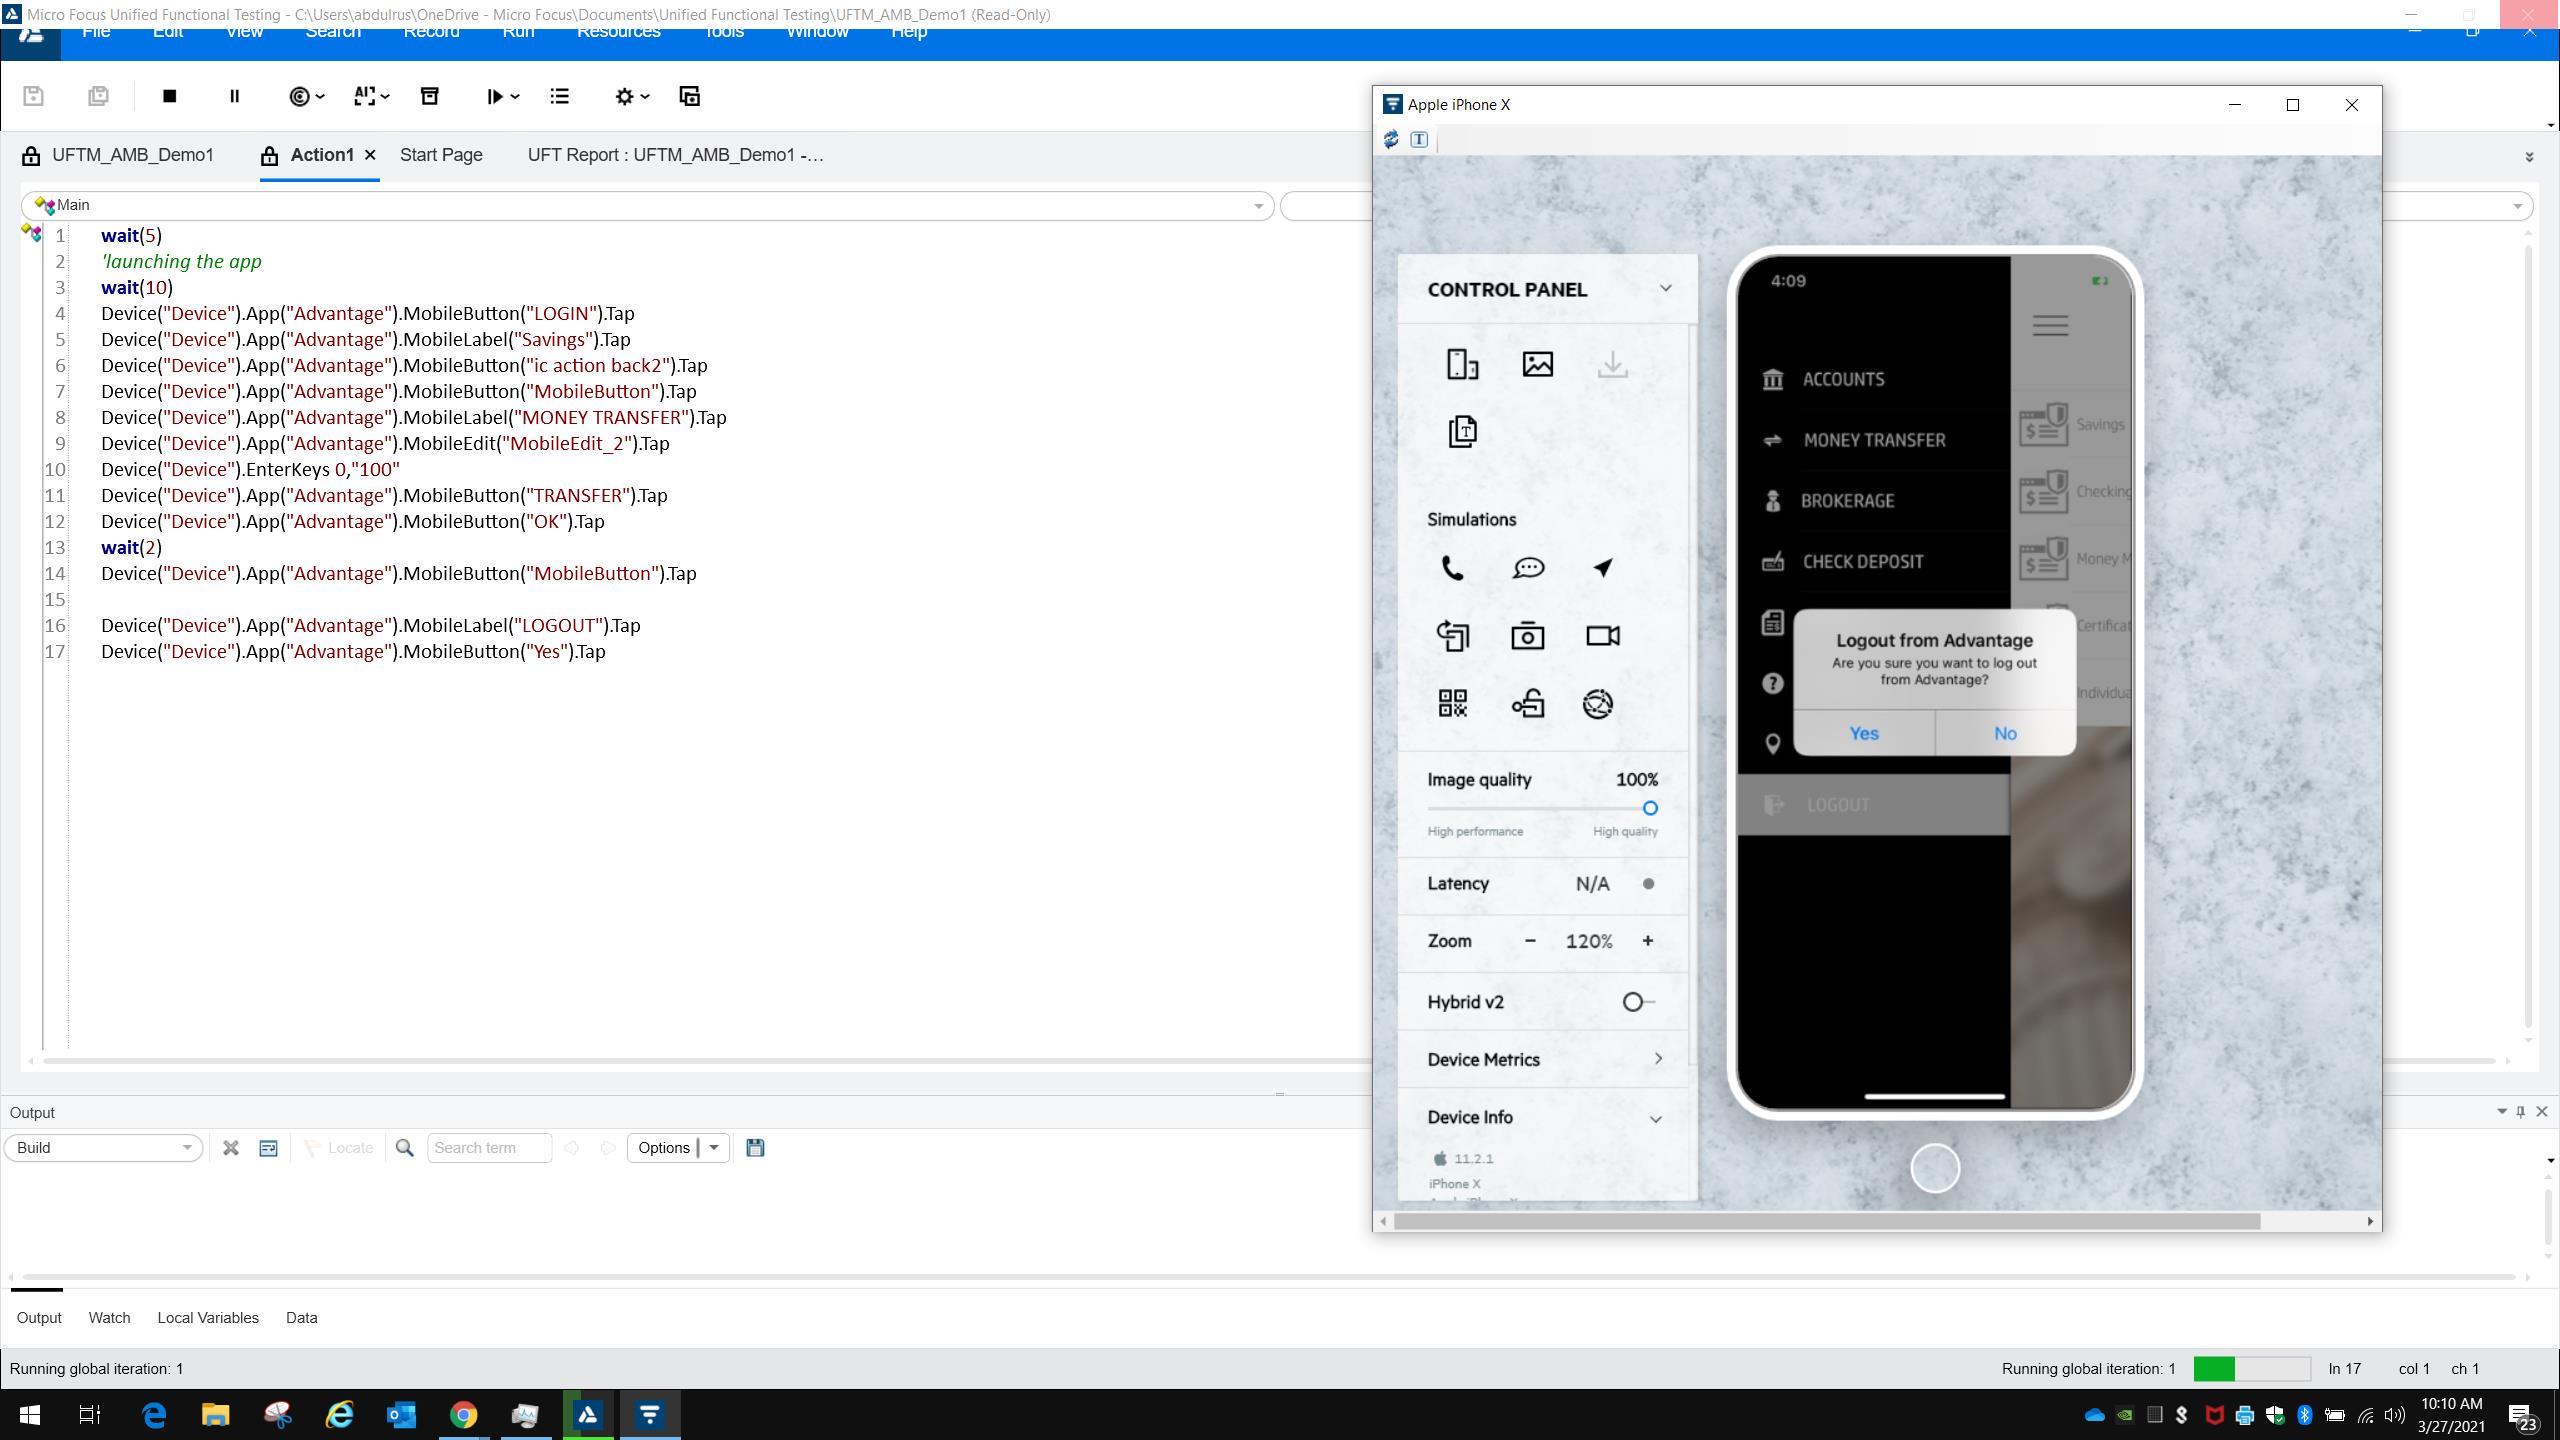 Micro Focus Unified Functional Testing - C:\Users\abdulrus\OneDrive - Micro Focus\Documents\Unified Functional Testing\UFTM_AMB_Demo1 (Read-Only)
File Edit View Search Record Run Resources Tools Window Help
UFTM_AMB_Demo1 Action1 Start Page UFT Report : UFTM_AMB_Demo1 -...
Main
1 wait(5)
2 'launching the app
3 wait(10)
4 Device("Device").App("Advantage").MobileButton("LOGIN").Tap
5 Device("Device").App("Advantage").MobileLabel("Savings").Tap
6 Device("Device").App("Advantage").MobileButton("ic action back2").Tap
7 Device("Device").App("Advantage").MobileButton("MobileButton").Tap
8 Device("Device").App("Advantage").MobileLabel("MONEY TRANSFER").Tap
9 Device("Device").App("Advantage").MobileEdit("MobileEdit_2").Tap
10 Device("Device").EnterKeys 0,"100"
11 Device("Device").App("Advantage").MobileButton("TRANSFER").Tap
12 Device("Device").App("Advantage").MobileButton("OK").Tap
13 wait(2)
14 Device("Device").App("Advantage").MobileButton("MobileButton").Tap
15
16 Device("Device").App("Advantage").MobileLabel("LOGOUT").Tap
17 Device("Device").App("Advantage").MobileButton("Yes").Tap
Apple iPhone X
CONTROL PANEL
Simulations
Image quality 100%
High performance High quality
Latency N/A
Zoom - 120% +
Hybrid v2
Device Metrics
Device Info
11.2.1
iPhone X
4:09
ACCOUNTS
MONEY TRANSFER
BROKERAGE
CHECK DEPOSIT
LOGOUT
Savings
Checking
Money M
Certificat
Individua
Logout from Advantage
Are you sure you want to log out
from Advantage?
Yes No
Output
Build Locate Search term Options
Output Watch Local Variables Data
Running global iteration: 1 Running global iteration: 1 ln 17 col 1 ch 1
10:10 AM
3/27/2021
23